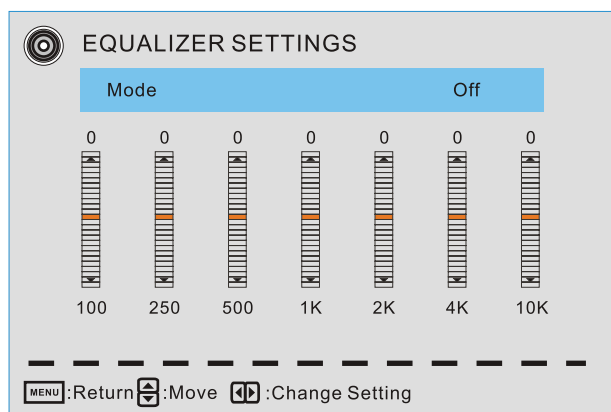 EQUALIZER SETTINGS
Mode Off
0 0 0 0 0 0 0
100 250 500 1K 2K 4K 10K
MENU :Return :Move :Change Setting